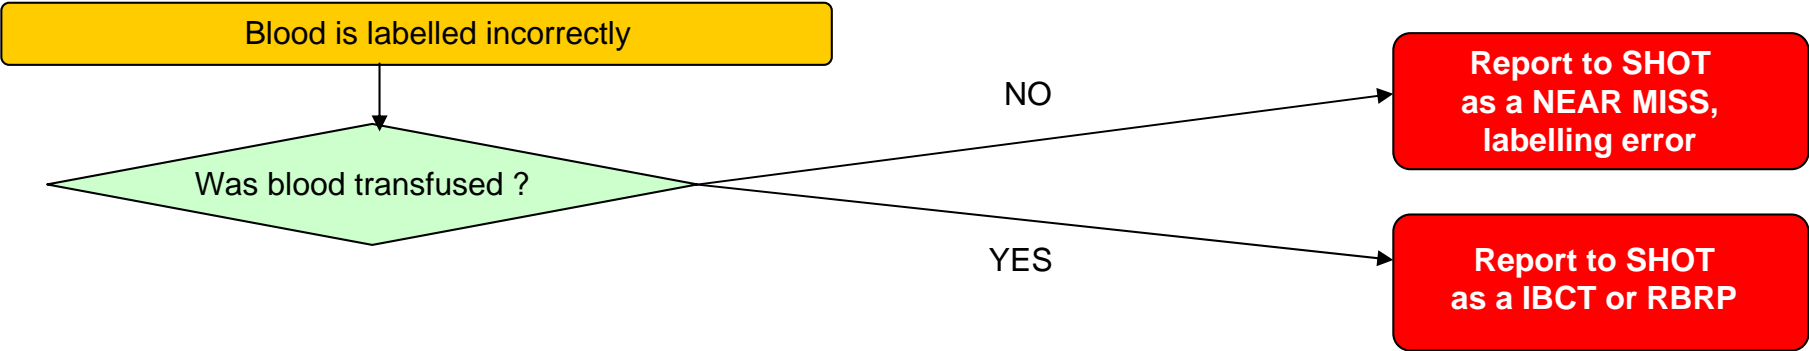 Blood is labelled incorrectly
Was blood transfused ?
NO
Report to SHOT
as a NEAR MISS,
labelling error
YES
Report to SHOT
as a IBCT or RBRP